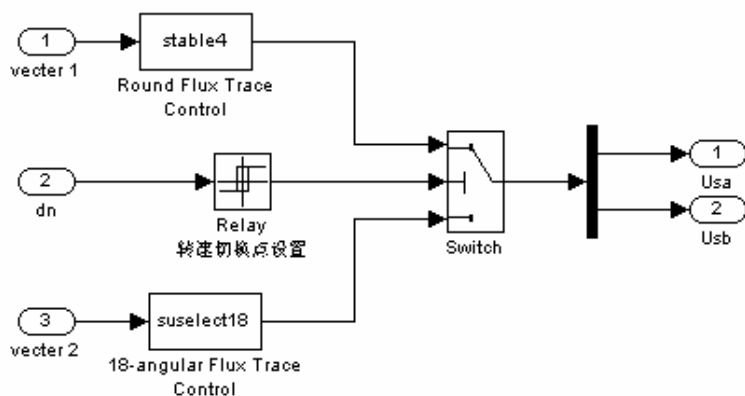 1
stable4
vecter 1
Round Flux Trace
Control
2
dn
Relay
转速切换点设置
Switch
1
Usa
2
Usb
3
suselect18
vecter 2
18-angular Flux Trace
Control